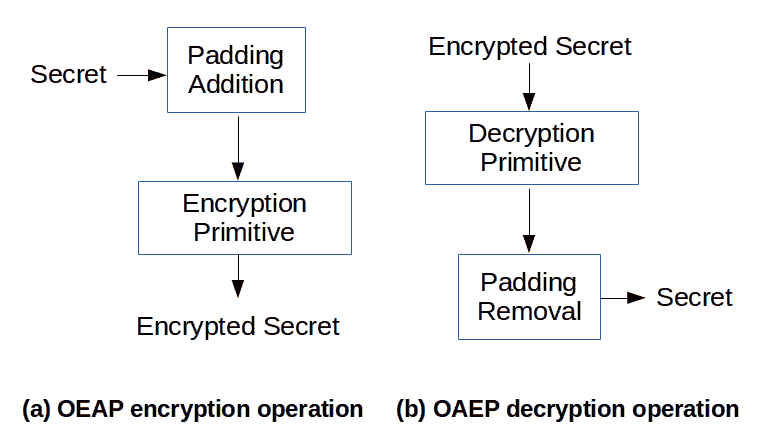 Secret
Padding
Addition
Encryption
Primitive
Encrypted Secret
(a) OEAP encryption operation
Encrypted Secret
Decryption
Primitive
Padding
Removal
Secret
(b) OAEP decryption operation